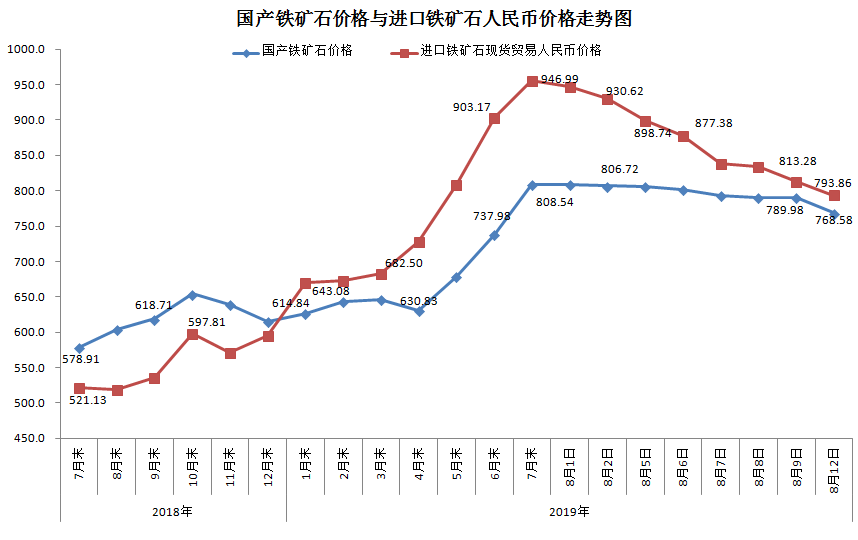 国产铁矿石价格与进口铁矿石人民币价格走势图
国产铁矿石价格 进口铁矿石现货贸易人民币价格
1000.0
950.0
900.0
850.0
800.0
750.0
700.0
650.0
600.0
550.0
500.0
450.0
578.91
618.71
614.84
643.08
630.83
737.98
808.54
806.72
789.98
768.58
521.13
597.81
682.50
903.17
946.99
930.62
898.74
877.38
813.28
793.86
7月末
8月末
9月末
10月末
11月末
12月末
1月末
2月末
3月末
4月末
5月末
6月末
7月末
8月1日
8月2日
8月5日
8月6日
8月7日
8月8日
8月9日
8月12日
2018年
2019年